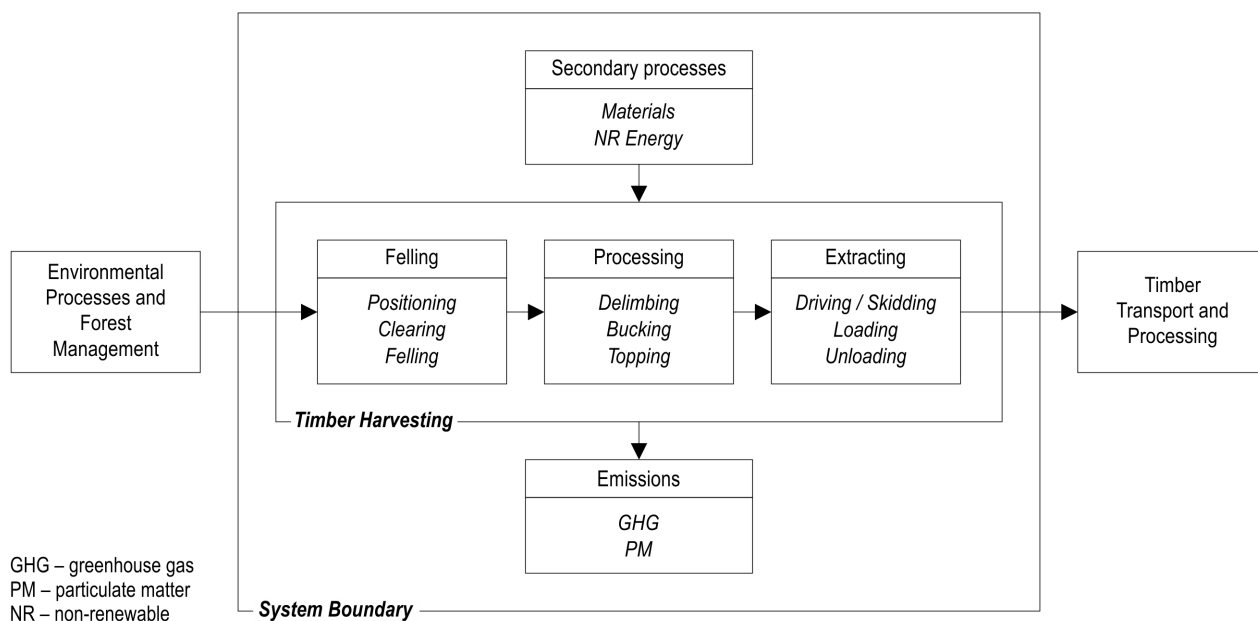 Secondary processes
Materials
NR Energy
Environmental
Processes and
Forest
Management
Felling
Positioning
Clearing
Felling
Processing
Delimbing
Bucking
Topping
Extracting
Driving / Skidding
Loading
Unloading
Timber
Transport and
Processing
Timber Harvesting
Emissions
GHG
PM
GHG – greenhouse gas
PM – particulate matter
NR – non-renewable
System Boundary